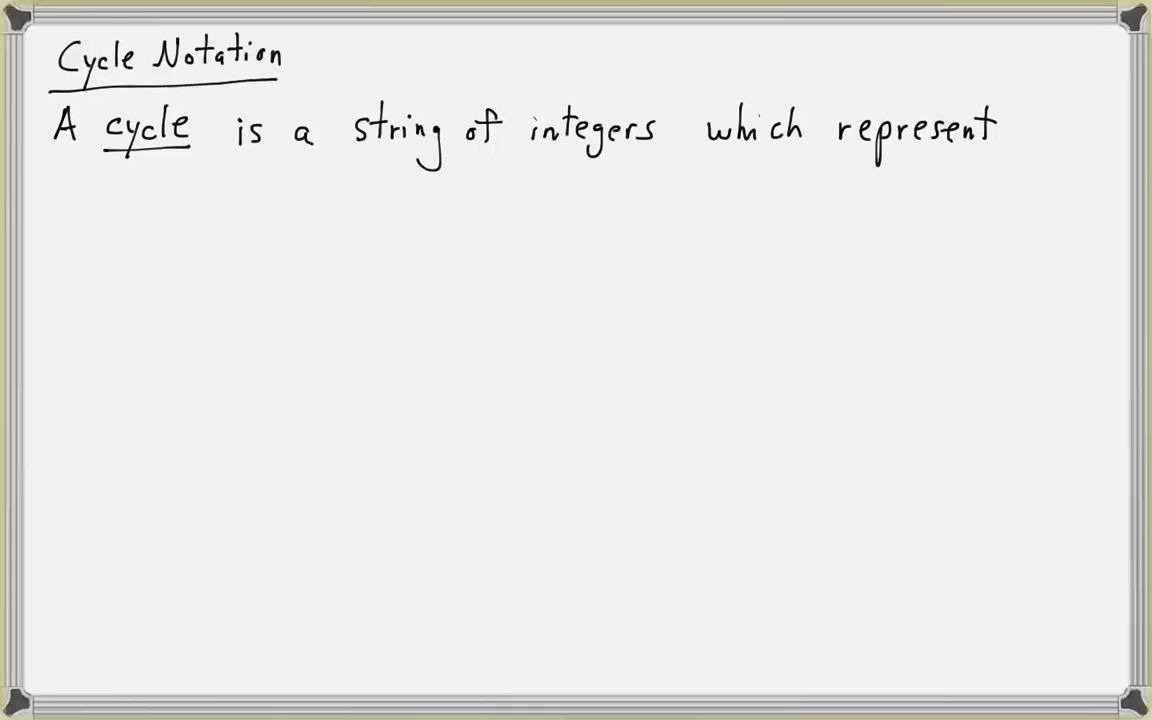 Cycle Notation
A cycle is a string of integers which represent